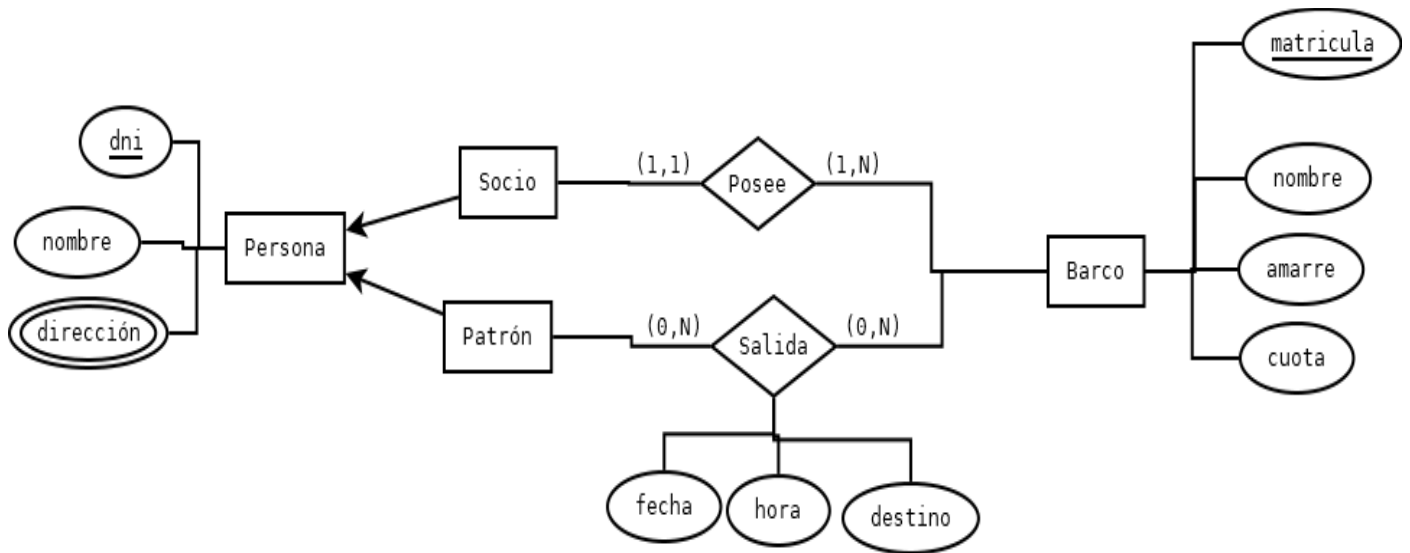 matricula
dni
Socio
(1,1)
Posee
(1,N)
nombre
nombre
Persona
Barco
amarre
dirección
Patrón
(0,N)
Salida
(0,N)
cuota
fecha
hora
destino